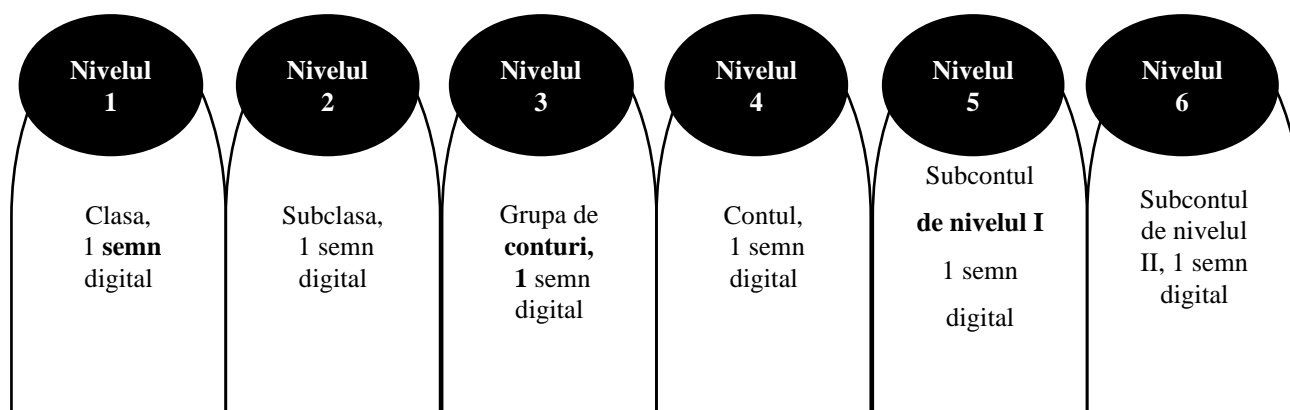 Nivelul
1
Clasa,
1 semn
digital
Nivelul
2
Subclasa,
1 semn
digital
Nivelul
3
Grupa de
conturi,
1 semn
digital
Nivelul
4
Contul,
1 semn
digital
Nivelul
5
Subcontul
de nivelul I
1 semn
digital
Nivelul
6
Subcontul
de nivelul
II, 1 semn
digital